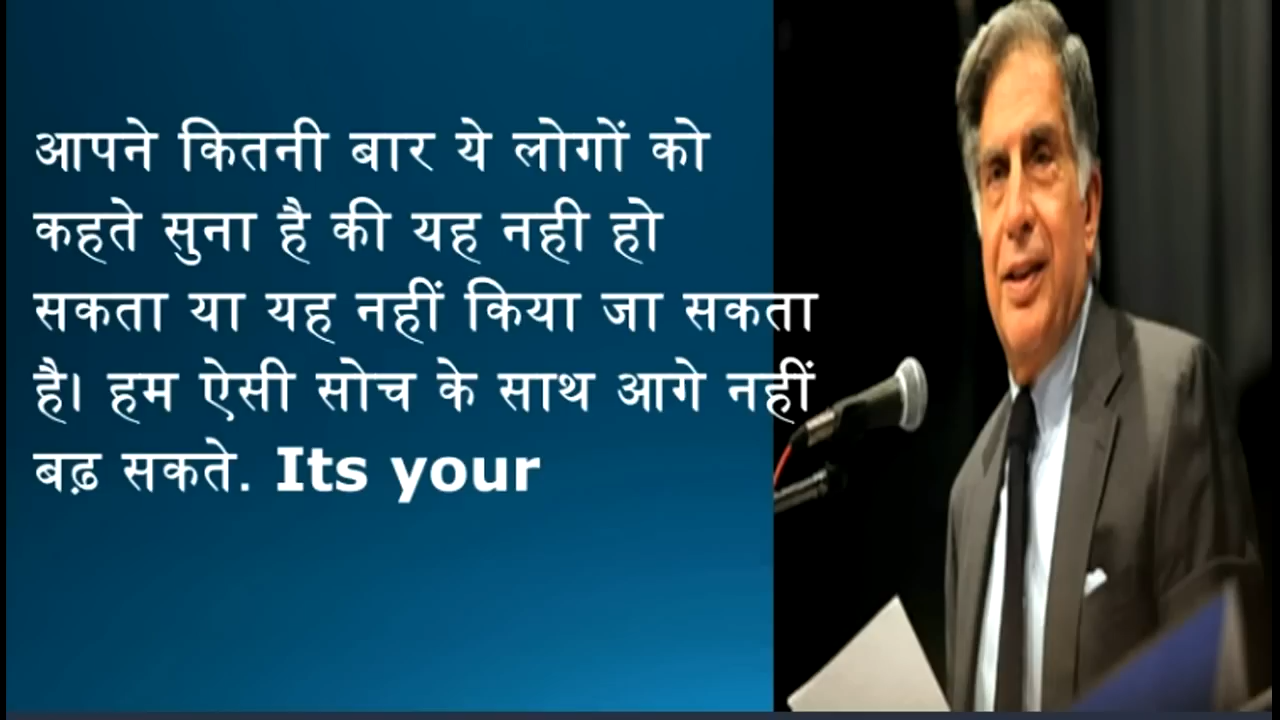 आपने कितनी बार ये लोगों को
कहते सुना है की यह नही हो
सकता या यह नहीं किया जा सकता
है। हम ऐसी सोच के साथ आगे नहीं
बढ़ सकते. Its your